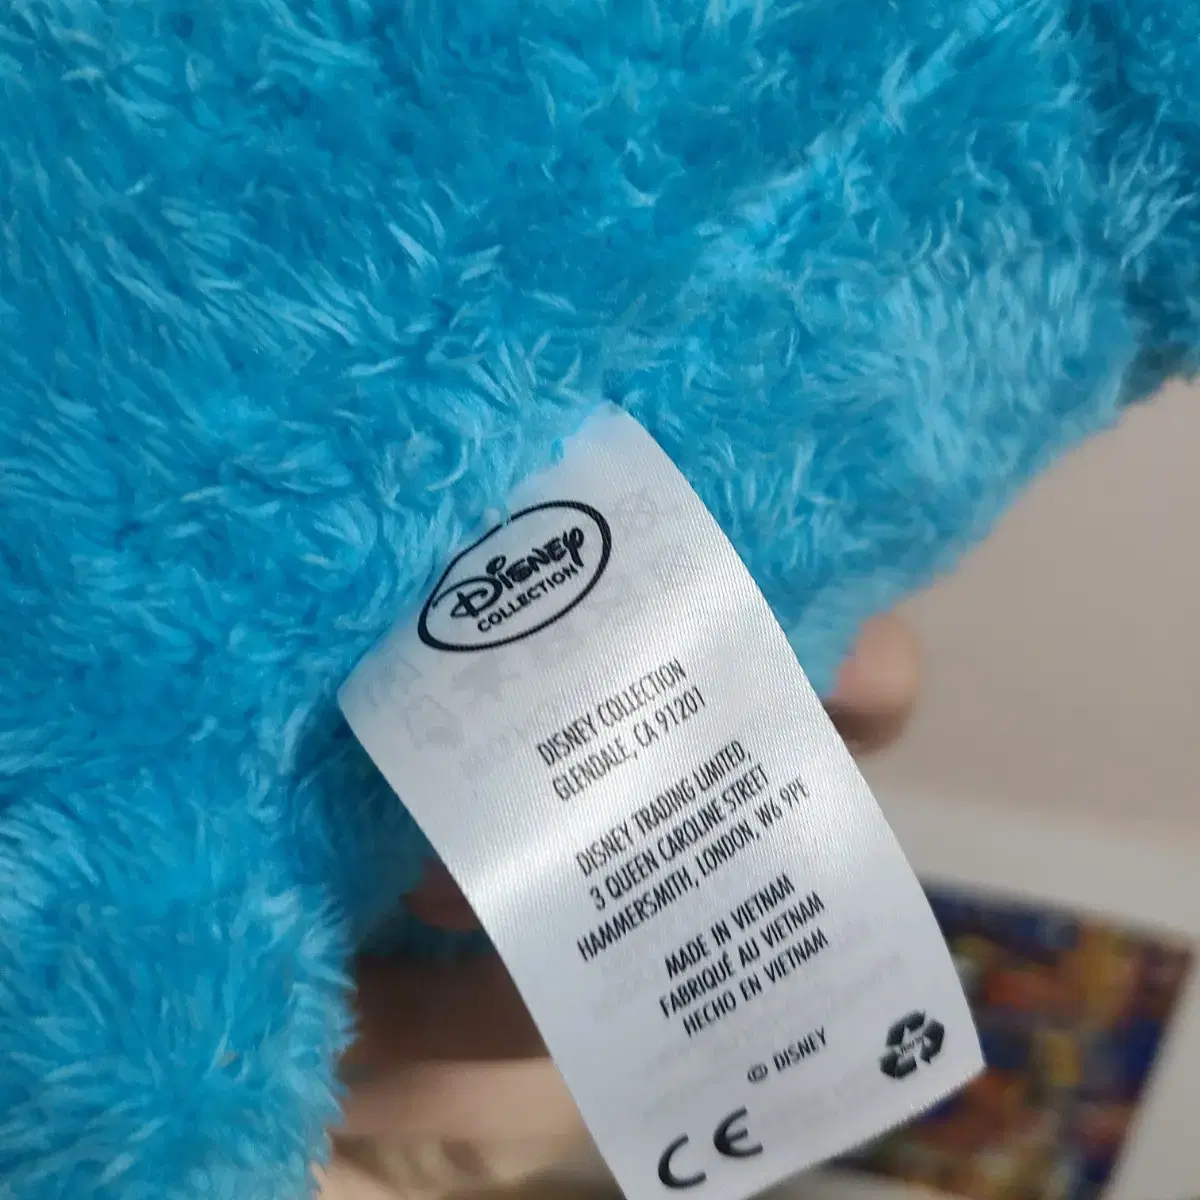 DISNEY
COLLECTION
DISNEY COLLECTION
GLENDALE, CA 91201
DISNEY TRADING LIMITED,
3 QUEEN CAROLINE STREET
HAMMERSMITH, LONDON, W6 9PE
MADE IN VIETNAM
FABRIQUÉ AU VIETNAM
HECHO EN VIETNAM
© DISNEY
CE